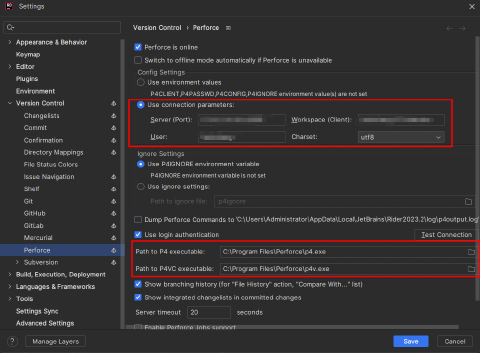 Settings
Version Control › Perforce
Appearance & Behavior
Keymap
Editor
Plugins
Environment
Version Control
Changelists
Commit
Confirmation
Directory Mappings
File Status Colors
Issue Navigation
Shelf
Git
GitHub
GitLab
Mercurial
Perforce
Subversion
Build, Execution, Deployment
Languages & Frameworks
Tools
Settings Sync
Advanced Settings
Perforce is online
Switch to offline mode automatically if Perforce is unavailable
Config Settings
Use environment values
P4CLIENT,P4PASSWD,P4CONFIG,P4IGNORE environment value(s) are not set
Use connection parameters:
Server (Port):
Workspace (Client):
User:
Charset:
utf8
Ignore Settings
Use P4IGNORE environment variable
P4IGNORE environment variable is not set
Use ignore settings:
Path to ignore file:
p4ignore
Dump Perforce Commands to 'C:\Users\Administrator\AppData\Local\JetBrains\Rider2023.2\log\p4output.log'
Use login authentication
Test Connection
Path to P4 executable:
C:\Program Files\Perforce\p4.exe
Path to P4VC executable:
C:\Program Files\Perforce\p4v.exe
Show branching history (for "File History" action, "Compare With..." list)
Show integrated changelists in committed changes
Server timeout
20
seconds
Enable Perforce Jobs support
?
Manage Layers
Save
Cancel